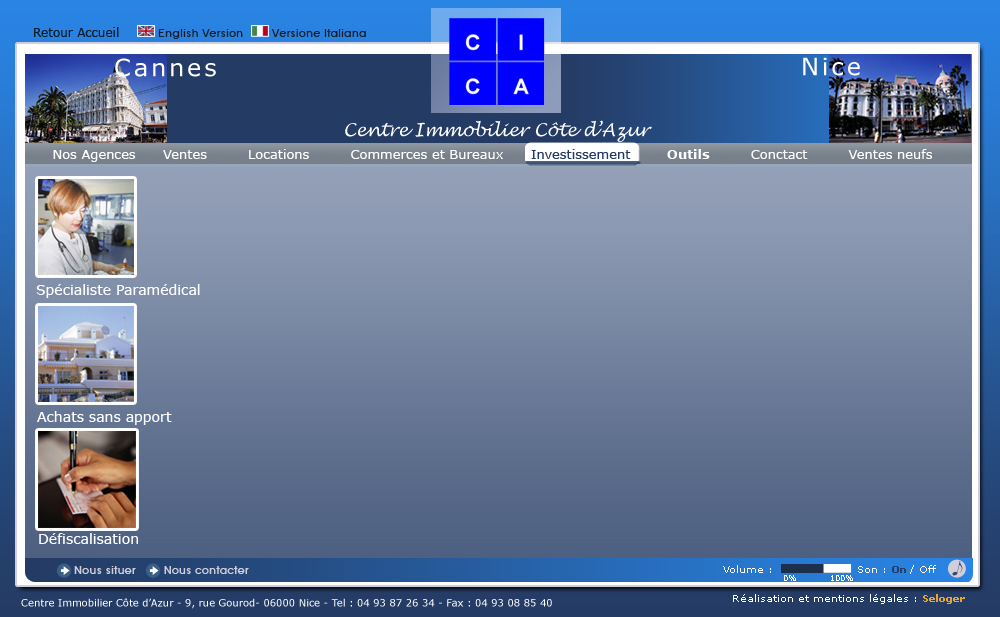 Retour Accueil English Version Versione Italiana
C I
C A
Cannes
Nice
Centre Immobilier Côte d'Azur
Nos Agences Ventes Locations Commerces et Bureaux Investissement Outils Conctact Ventes neufs
Spécialiste Paramédical
Achats sans apport
Défiscalisation
Nous situer Nous contacter Volume : Son : On / Off
0% 100%
Centre Immobilier Côte d'Azur - 9, rue Gourod- 06000 Nice - Tel : 04 93 87 26 34 - Fax : 04 93 08 85 40
Réalisation et mentions légales : Seloger